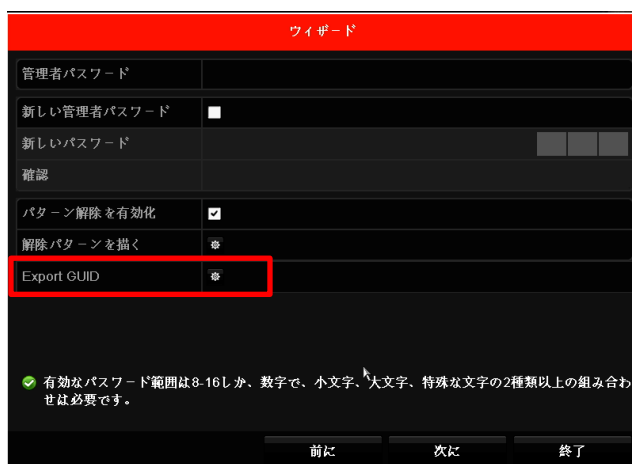 ウィザード
管理者パスワード
新しい管理者パスワード
新しいパスワード
確認
パターン解除を有効化
解除パターンを描く
Export GUID
有効なパスワード範囲は8-16しか、数字で、小文字、大文字、特殊な文字の2種類以上の組み合わ
せは必要です。
前に 次に 終了